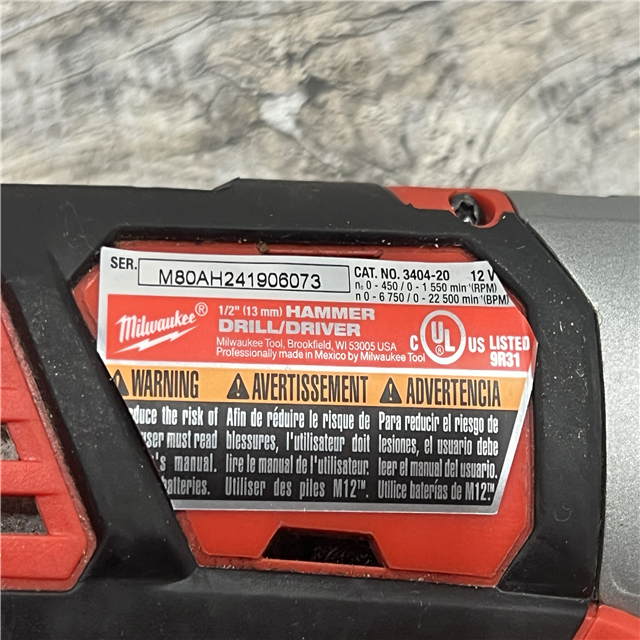 SER. M80AH241906073 CAT. NO. 3404-20 12 V
n₀ 0 - 450 / 0 - 1 550 min⁻¹(RPM)
n 0 - 6 750 / 0 - 22 500 min⁻¹(BPM)
Milwaukee®
1/2" (13 mm) HAMMER
DRILL/DRIVER
Milwaukee Tool, Brookfield, WI 53005 USA
Professionally made in Mexico by Milwaukee Tool
C UL® US LISTED
9R31
WARNING
the risk of
user must read
manual.
batteries.
AVERTISSEMENT
Afin de réduire le risque de
blessures, l'utilisateur doit
lire le manual de l'utilisateur.
Utiliser des piles M12™.
ADVERTENCIA
Para reducir el riesgo de
lesiones, el usuario debe
leer el manual del usuario.
Utilice baterías de M12™